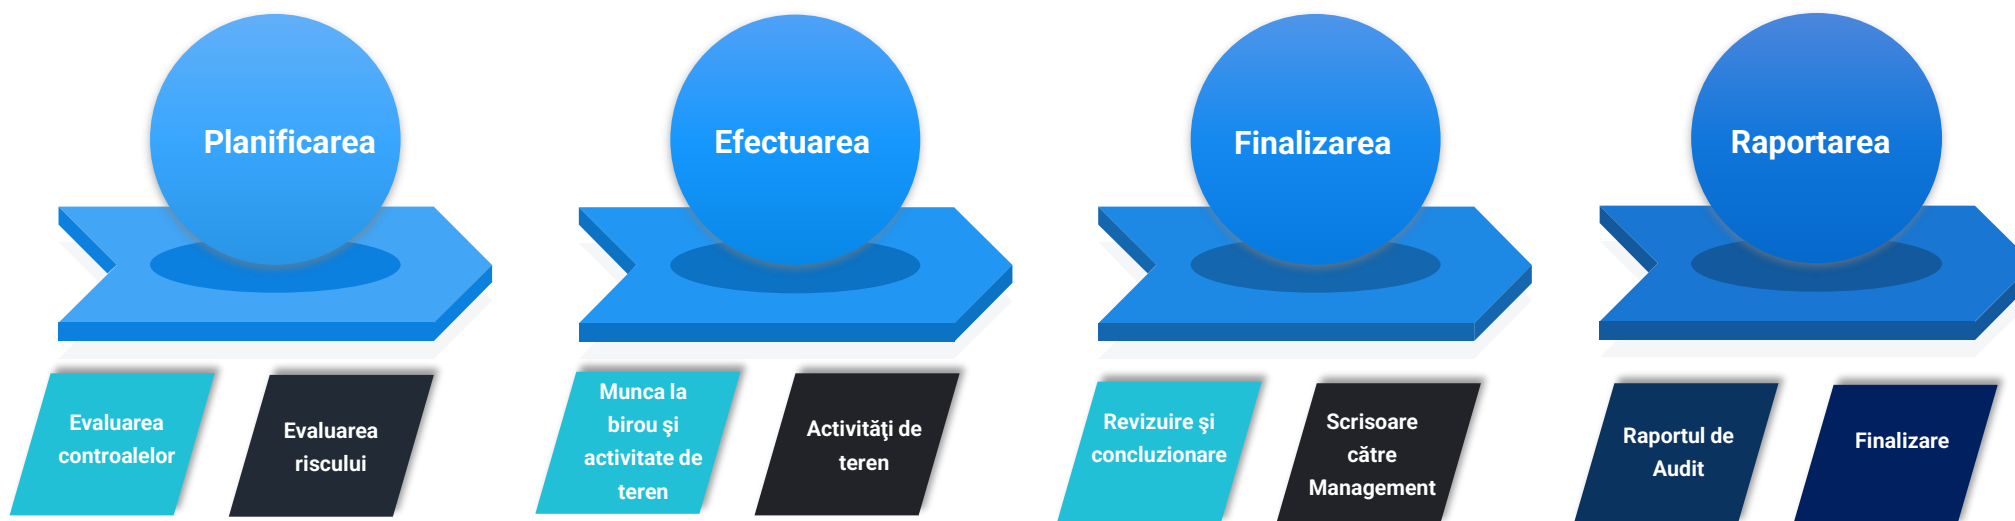 Planificarea
Efectuarea
Finalizarea
Raportarea
Evaluarea
controalelor
Evaluarea
riscului
Munca la
birou şi
activitate de
teren
Activităţi de
teren
Revizuire şi
concluzionare
Scrisoare
către
Management
Raportul de
Audit
Finalizare